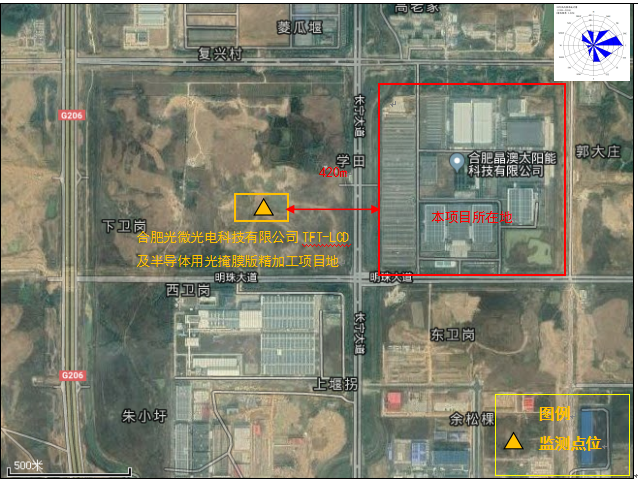 高老家
菱瓜堰
复兴村
G206
长宁大道
学田
420m
合肥晶澳太阳能
科技有限公司
郭大庄
下卫岗
本项目所在地
合肥光微光电科技有限公司 TFT-LCD
及半导体用光掩膜版精加工项目地
明珠大道
明珠大道
西卫岗
长宁大道
东卫岗
G206
上堰拐
朱小圩
余松棵
图例
监测点位
500米